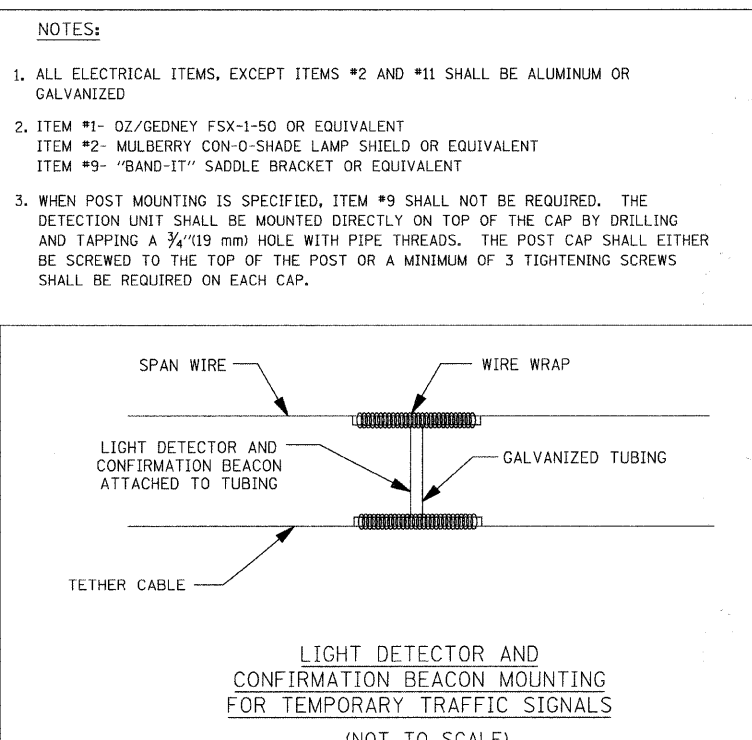 NOTES:
1. ALL ELECTRICAL ITEMS, EXCEPT ITEMS #2 AND #11 SHALL BE ALUMINUM OR
GALVANIZED
2. ITEM #1- OZ/GEDNEY FSX-1-50 OR EQUIVALENT
ITEM #2- MULBERRY CON-O-SHADE LAMP SHIELD OR EQUIVALENT
ITEM #9- "BAND-IT" SADDLE BRACKET OR EQUIVALENT
3. WHEN POST MOUNTING IS SPECIFIED, ITEM #9 SHALL NOT BE REQUIRED. THE
DETECTION UNIT SHALL BE MOUNTED DIRECTLY ON TOP OF THE CAP BY DRILLING
AND TAPPING A 3/4"(19 mm) HOLE WITH PIPE THREADS. THE POST CAP SHALL EITHER
BE SCREWED TO THE TOP OF THE POST OR A MINIMUM OF 3 TIGHTENING SCREWS
SHALL BE REQUIRED ON EACH CAP.
SPAN WIRE
WIRE WRAP
LIGHT DETECTOR AND
CONFIRMATION BEACON
ATTACHED TO TUBING
GALVANIZED TUBING
TETHER CABLE
LIGHT DETECTOR AND
CONFIRMATION BEACON MOUNTING
FOR TEMPORARY TRAFFIC SIGNALS
(NOT TO SCALE)